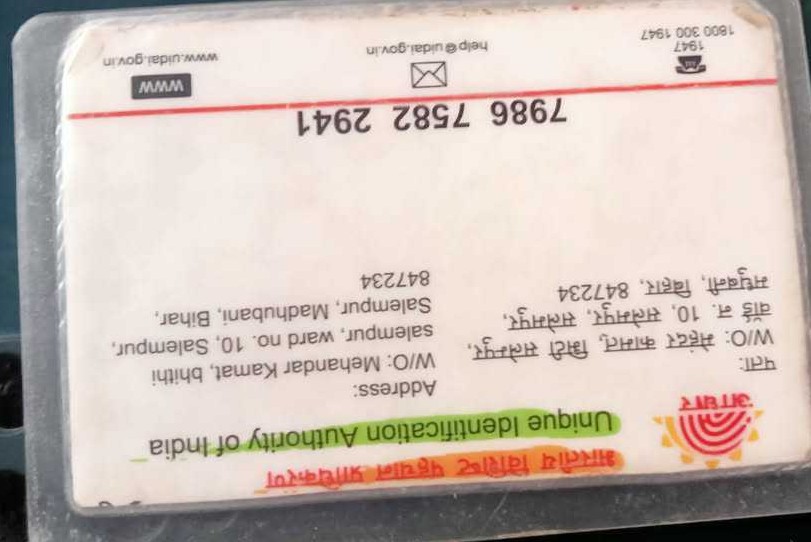 भारतीय विशिष्ट पहचान प्राधिकरण
Unique Identification Authority of India
आधार
पता:
W/O: मेहंदर कामत, भिठी सलेमपुर,
वॉर्ड न. 10, सलेमपुर, सलेमपुर,
मधुबनी, बिहार, 847234
Address:
W/O: Mehandar Kamat, bhithi
salempur, ward no. 10, Salempur,
Salempur, Madhubani, Bihar,
847234
7986 7582 2941
1947
1800 300 1947
help@uidai.gov.in
WWW
www.uidai.gov.in